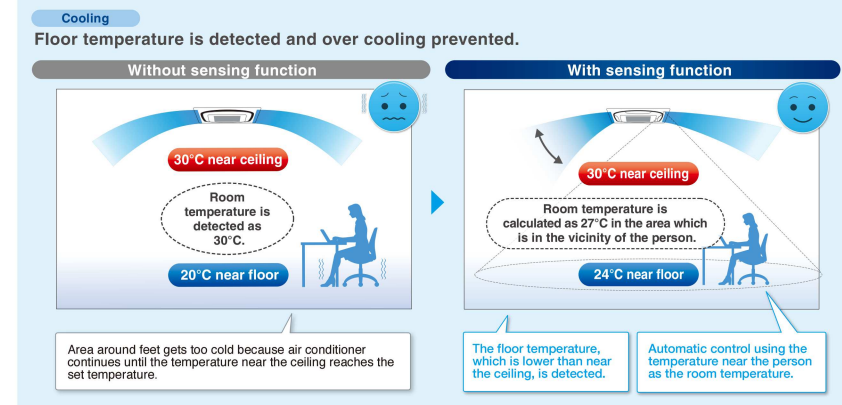 Cooling
Floor temperature is detected and over cooling prevented.
Without sensing function
30°C near ceiling
Room
temperature is
detected as
30°C.
20°C near floor
Area around feet gets too cold because air conditioner
continues until the temperature near the ceiling reaches the
set temperature.
With sensing function
30°C near ceiling
Room temperature is
calculated as 27°C in the area which
is in the vicinity of the person.
24°C near floor
The floor temperature,
which is lower than near
the ceiling, is detected.
Automatic control using the
temperature near the person
as the room temperature.